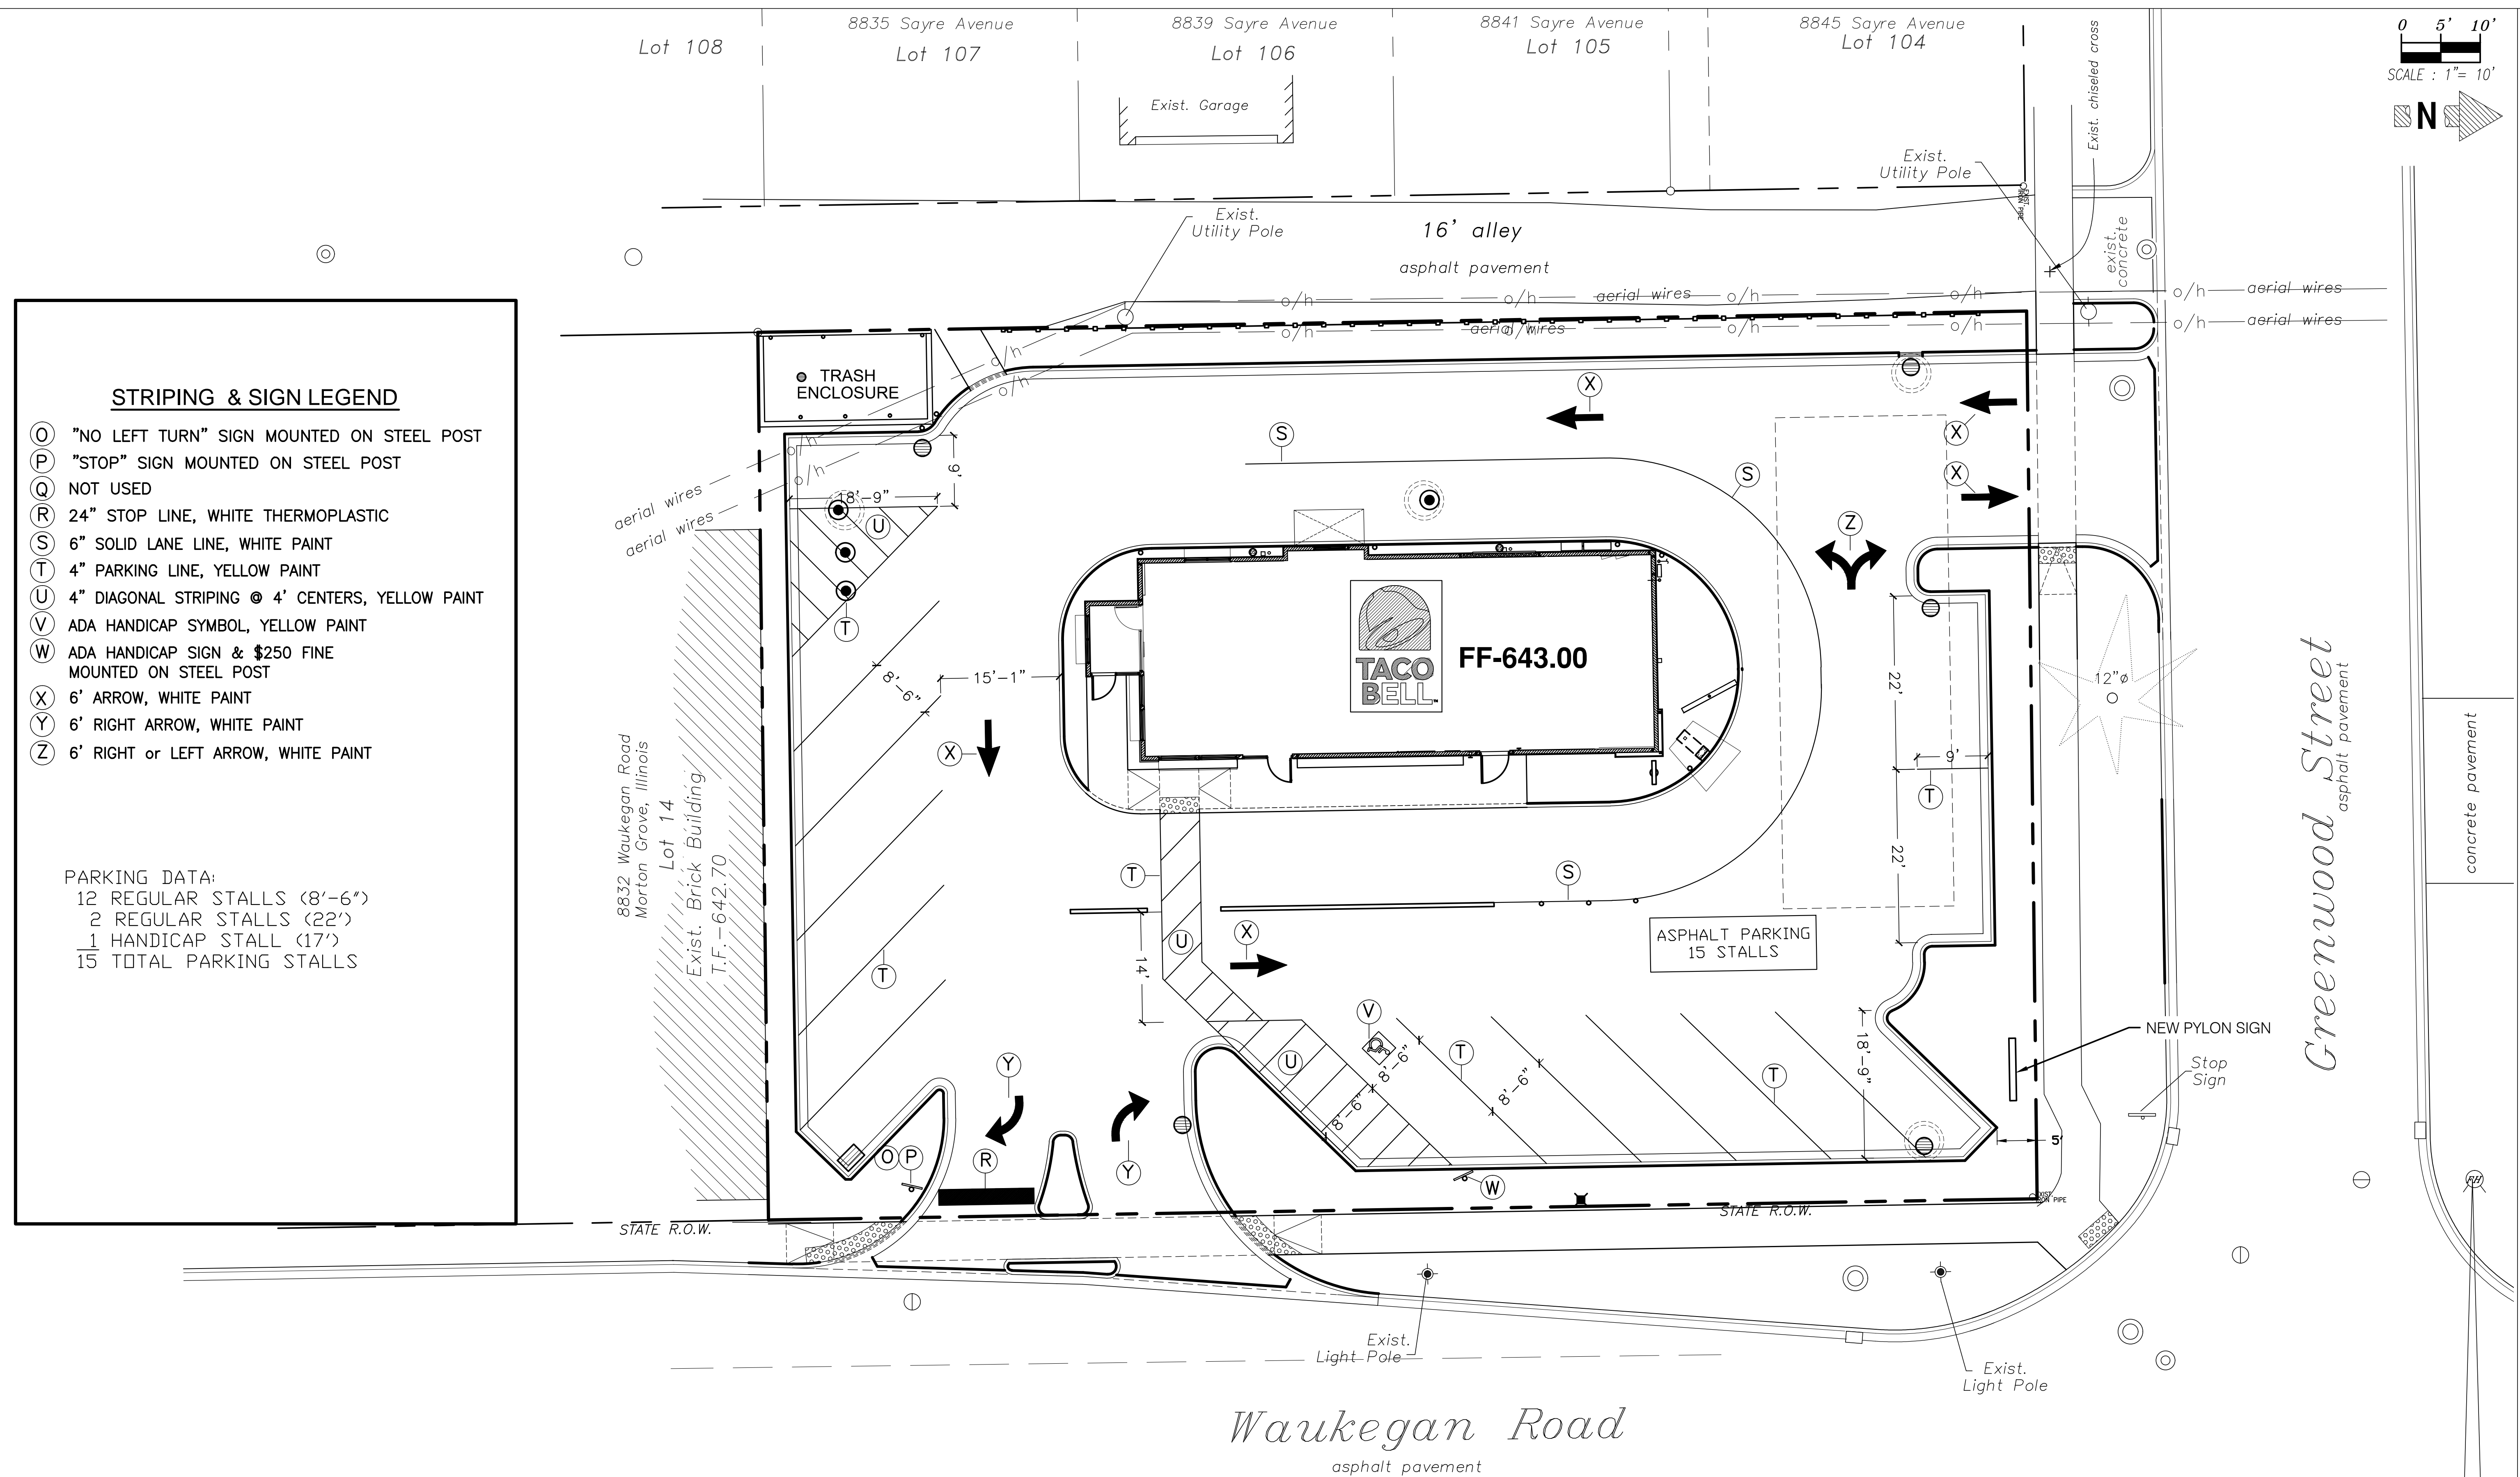 8835 Sayre Avenue
8839 Sayre Avenue
8841 Sayre Avenue
8845 Sayre Avenue
Lot 108
Lot 107
Lot 106
Lot 105
Lot 104
0 5' 10'
SCALE : 1"= 10'
N
Exist. chiseled cross
Exist. Garage
Exist.
Utility Pole
EXIST.
IRON PIPE
Exist.
Utility Pole
16' alley
asphalt pavement
exist.
concrete
o/h
aerial wires
o/h
o/h
o/h
o/h
aerial wires
o/h
aerial wires
o/h
o/h
o/h
o/h
aerial wires
o/h
o/h
o/h
o/h
aerial wires
aerial wires
STRIPING & SIGN LEGEND
O "NO LEFT TURN" SIGN MOUNTED ON STEEL POST
P "STOP" SIGN MOUNTED ON STEEL POST
Q NOT USED
R 24" STOP LINE, WHITE THERMOPLASTIC
S 6" SOLID LANE LINE, WHITE PAINT
T 4" PARKING LINE, YELLOW PAINT
U 4" DIAGONAL STRIPING @ 4' CENTERS, YELLOW PAINT
V ADA HANDICAP SYMBOL, YELLOW PAINT
W ADA HANDICAP SIGN & $250 FINE
MOUNTED ON STEEL POST
X 6' ARROW, WHITE PAINT
Y 6' RIGHT ARROW, WHITE PAINT
Z 6' RIGHT or LEFT ARROW, WHITE PAINT
PARKING DATA:
12 REGULAR STALLS (8'-6")
2 REGULAR STALLS (22')
1 HANDICAP STALL (17')
15 TOTAL PARKING STALLS
TRASH
ENCLOSURE
9'
18'-9"
U
T
X
S
S
X
X
Z
TACO
BELL
FF-643.00
8'-6"
15'-1"
X
22'
9'
T
22'
12"ø
8832 Waukegan Road
Morton Grove, Illinois
Lot 14
Exist. Brick Building
T.F.-642.70
T
T
U
14'
X
S
ASPHALT PARKING
15 STALLS
V
8'-6"
T
8'-6"
8'-6"
U
T
18'-9"
Y
Y
O P
R
W
5'
NEW PYLON SIGN
Stop
Sign
EXIST.
IRON PIPE
STATE R.O.W.
STATE R.O.W.
Greenwood Street
asphalt pavement
concrete pavement
FH
Exist.
Light Pole
Exist.
Light Pole
Waukegan Road
asphalt pavement